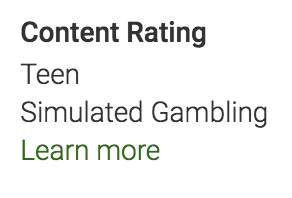 Content Rating
Teen
Simulated Gambling
Learn more